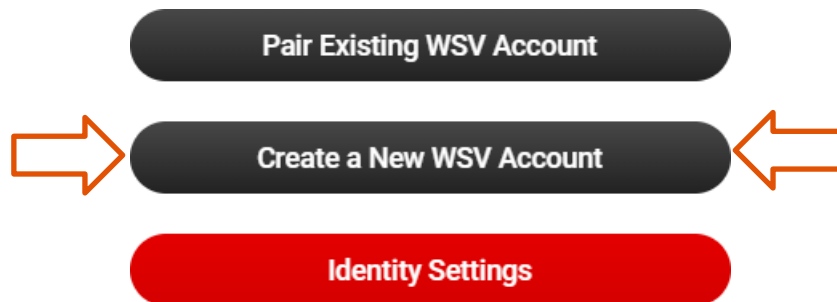 Pair Existing WSV Account
Create a New WSV Account
Identity Settings